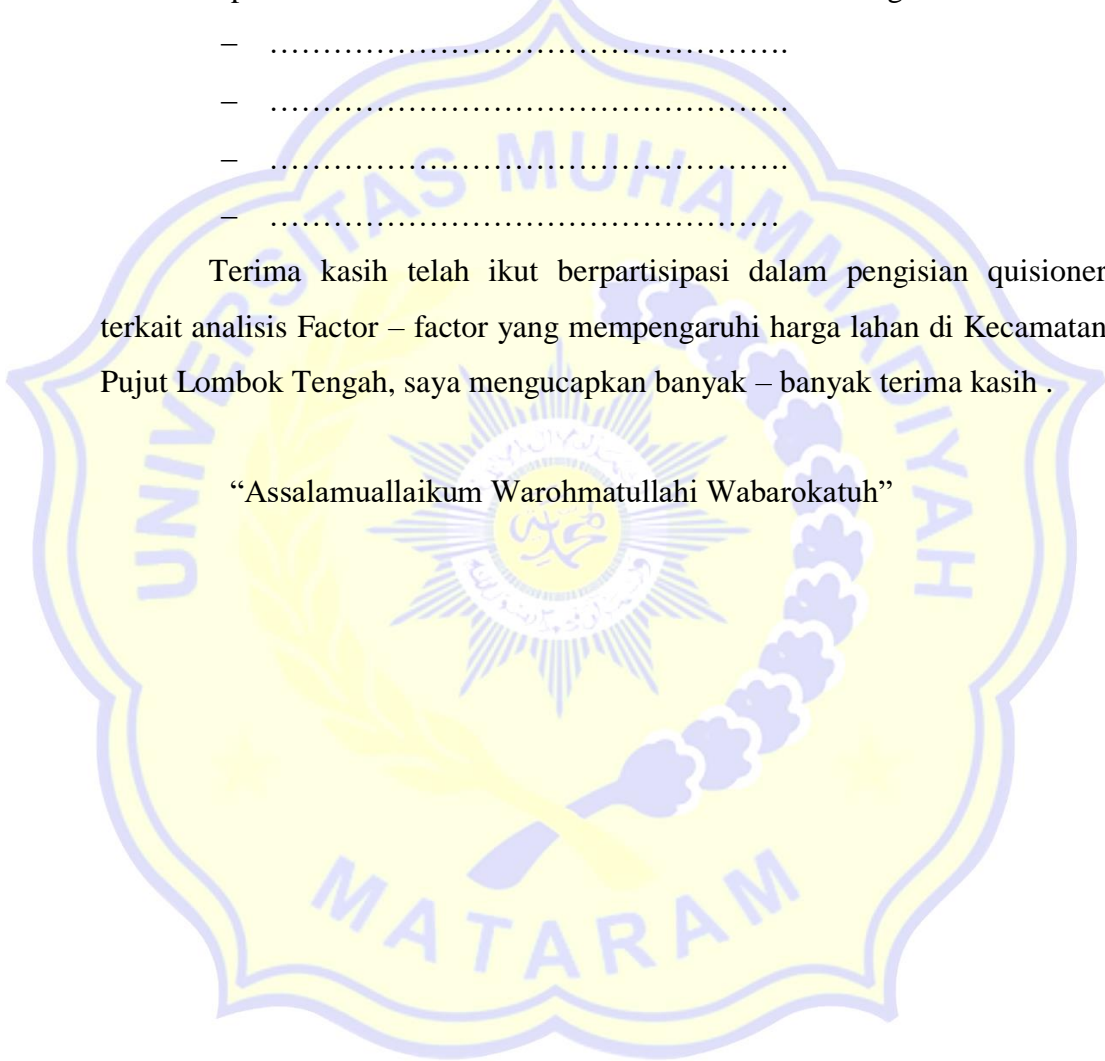 – …………………………………………….
– …………………………………………….
– …………………………………………….
– ……………………………………………
Terima kasih telah ikut berpartisipasi dalam pengisian quisioner
terkait analisis Factor – factor yang mempengaruhi harga lahan di Kecamatan
Pujut Lombok Tengah, saya mengucapkan banyak – banyak terima kasih .
“Assalamuallaikum Warohmatullahi Wabarokatuh”
UNIVERSITAS MUHAMMADIYAH
MATARAM